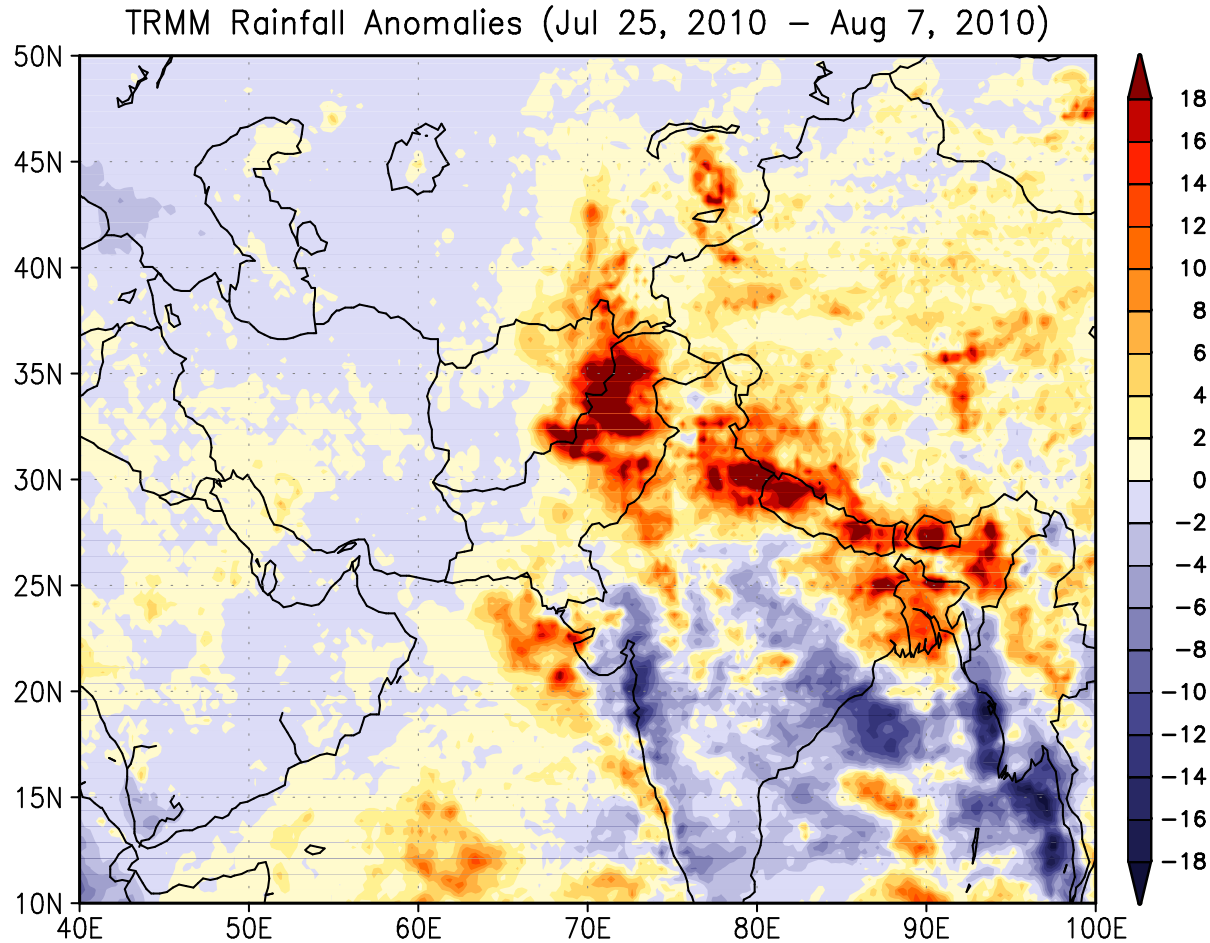 TRMM Rainfall Anomalies (Jul 25, 2010 – Aug 7, 2010)
50N
45N
40N
35N
30N
25N
20N
15N
10N
40E 50E 60E 70E 80E 90E 100E
18
16
14
12
10
8
6
4
2
0
−2
−4
−6
−8
−10
−12
−14
−16
−18